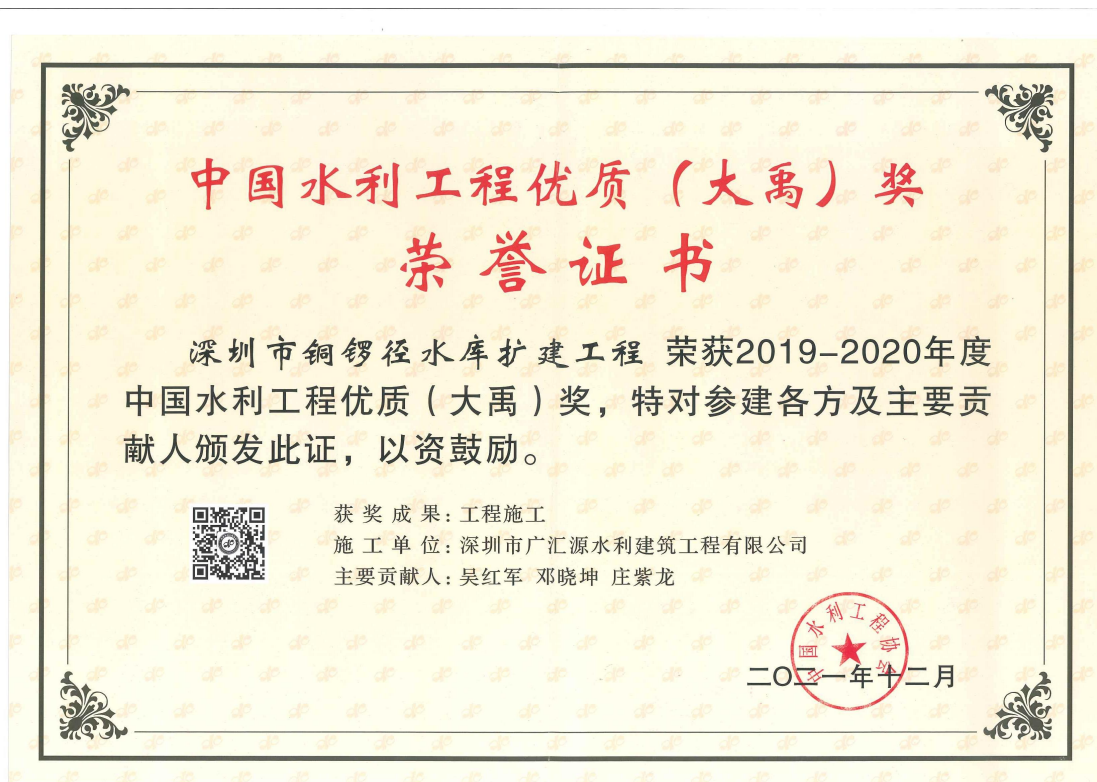 中国水利工程优质（大禹）奖
荣誉证书
深圳市铜锣径水库扩建工程 荣获2019-2020年度
中国水利工程优质（大禹）奖，特对参建各方及主要贡
献人颁发此证，以资鼓励。
获奖成果：工程施工
施工单位：深圳市广汇源水利建筑工程有限公司
主要贡献人：吴红军 邓晓坤 庄紫龙
中国水利工程协会
二〇二一年十二月